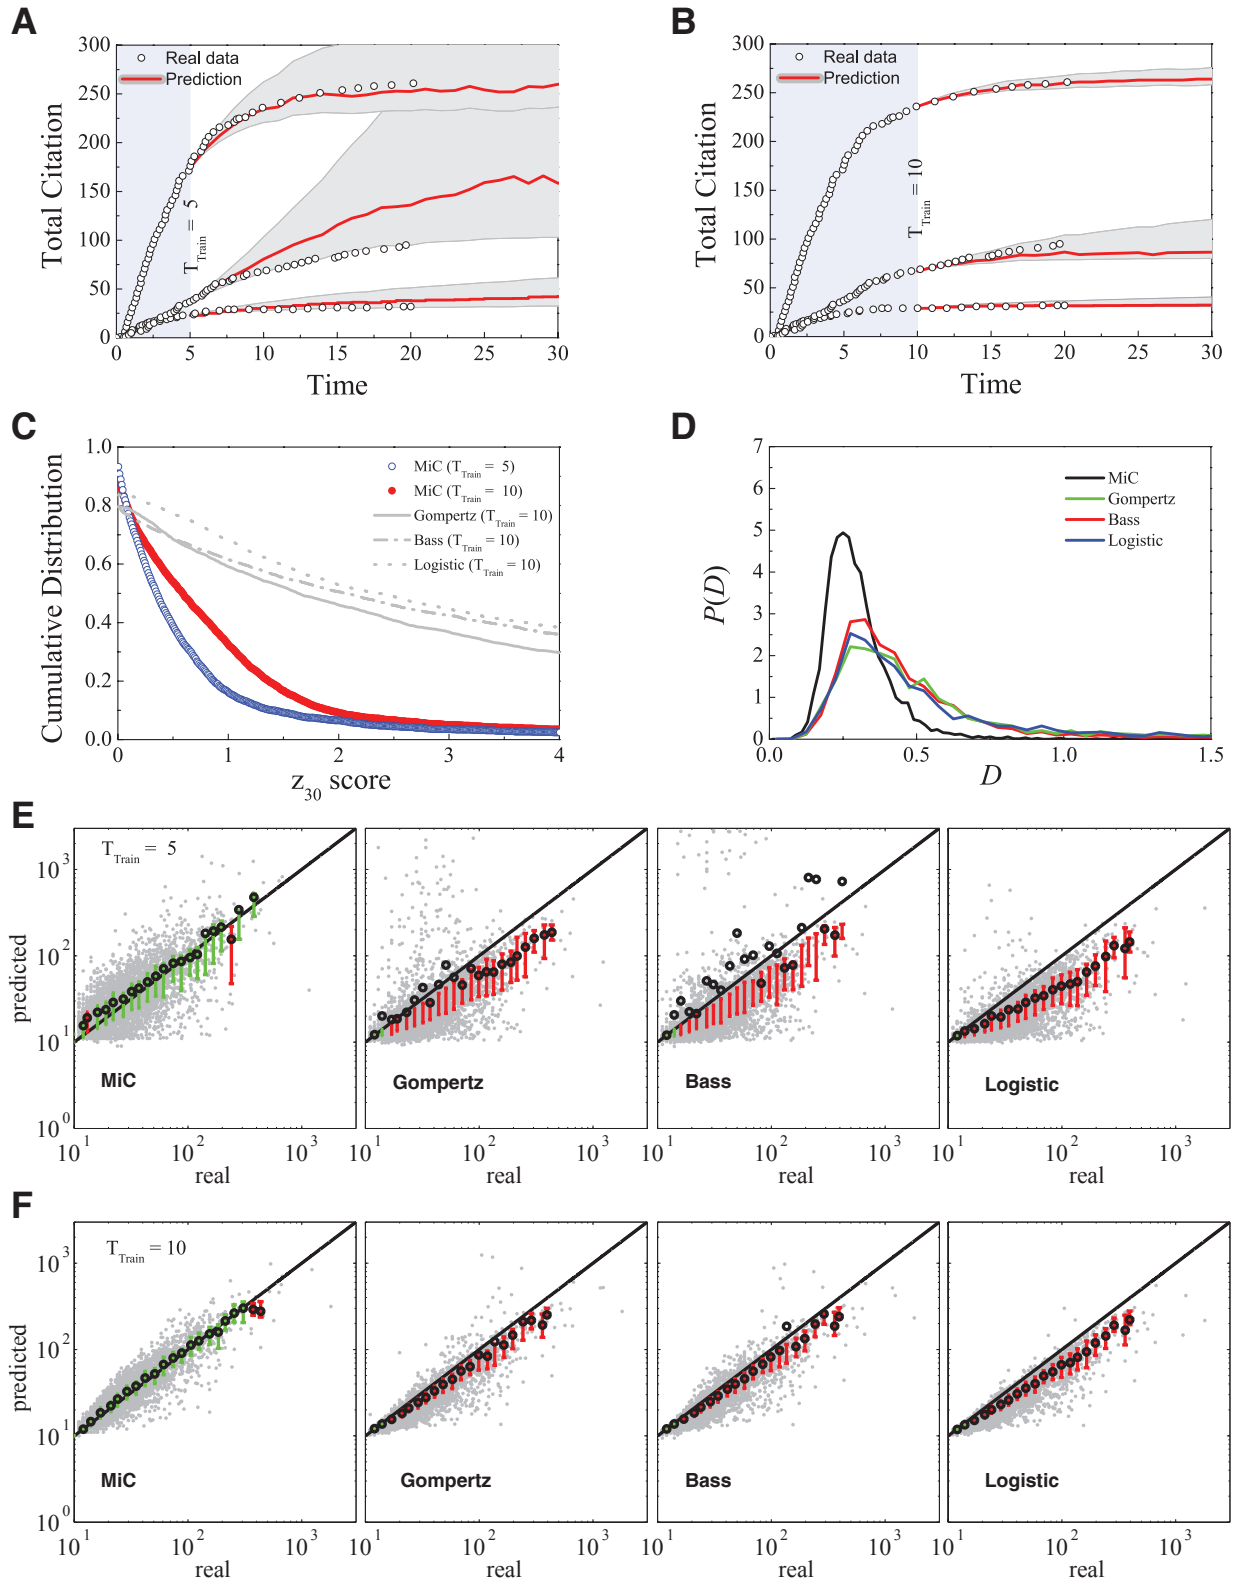 A
300
250
200
150
100
50
0
Total Citation
Real data
Prediction
T_Train = 5
0 5 10 15 20 25 30
Time
B
300
250
200
150
100
50
0
Total Citation
Real data
Prediction
T_Train = 10
0 5 10 15 20 25 30
Time
C
1.0
0.8
0.6
0.4
0.2
0.0
Cumulative Distribution
MiC (T_Train = 5)
MiC (T_Train = 10)
Gompertz (T_Train = 10)
Bass (T_Train = 10)
Logistic (T_Train = 10)
0 1 2 3 4
z_30 score
D
7
6
5
4
3
2
1
0
P(D)
MiC
Gompertz
Bass
Logistic
0.0 0.5 1.0 1.5
D
E
T_Train = 5
10^3
10^2
10^1
10^0
predicted
MiC
Gompertz
Bass
Logistic
10^1 10^2 10^3
10^1 10^2 10^3
10^1 10^2 10^3
10^1 10^2 10^3
real
real
real
real
F
T_Train = 10
10^3
10^2
10^1
10^0
predicted
MiC
Gompertz
Bass
Logistic
10^1 10^2 10^3
10^1 10^2 10^3
10^1 10^2 10^3
10^1 10^2 10^3
real
real
real
real